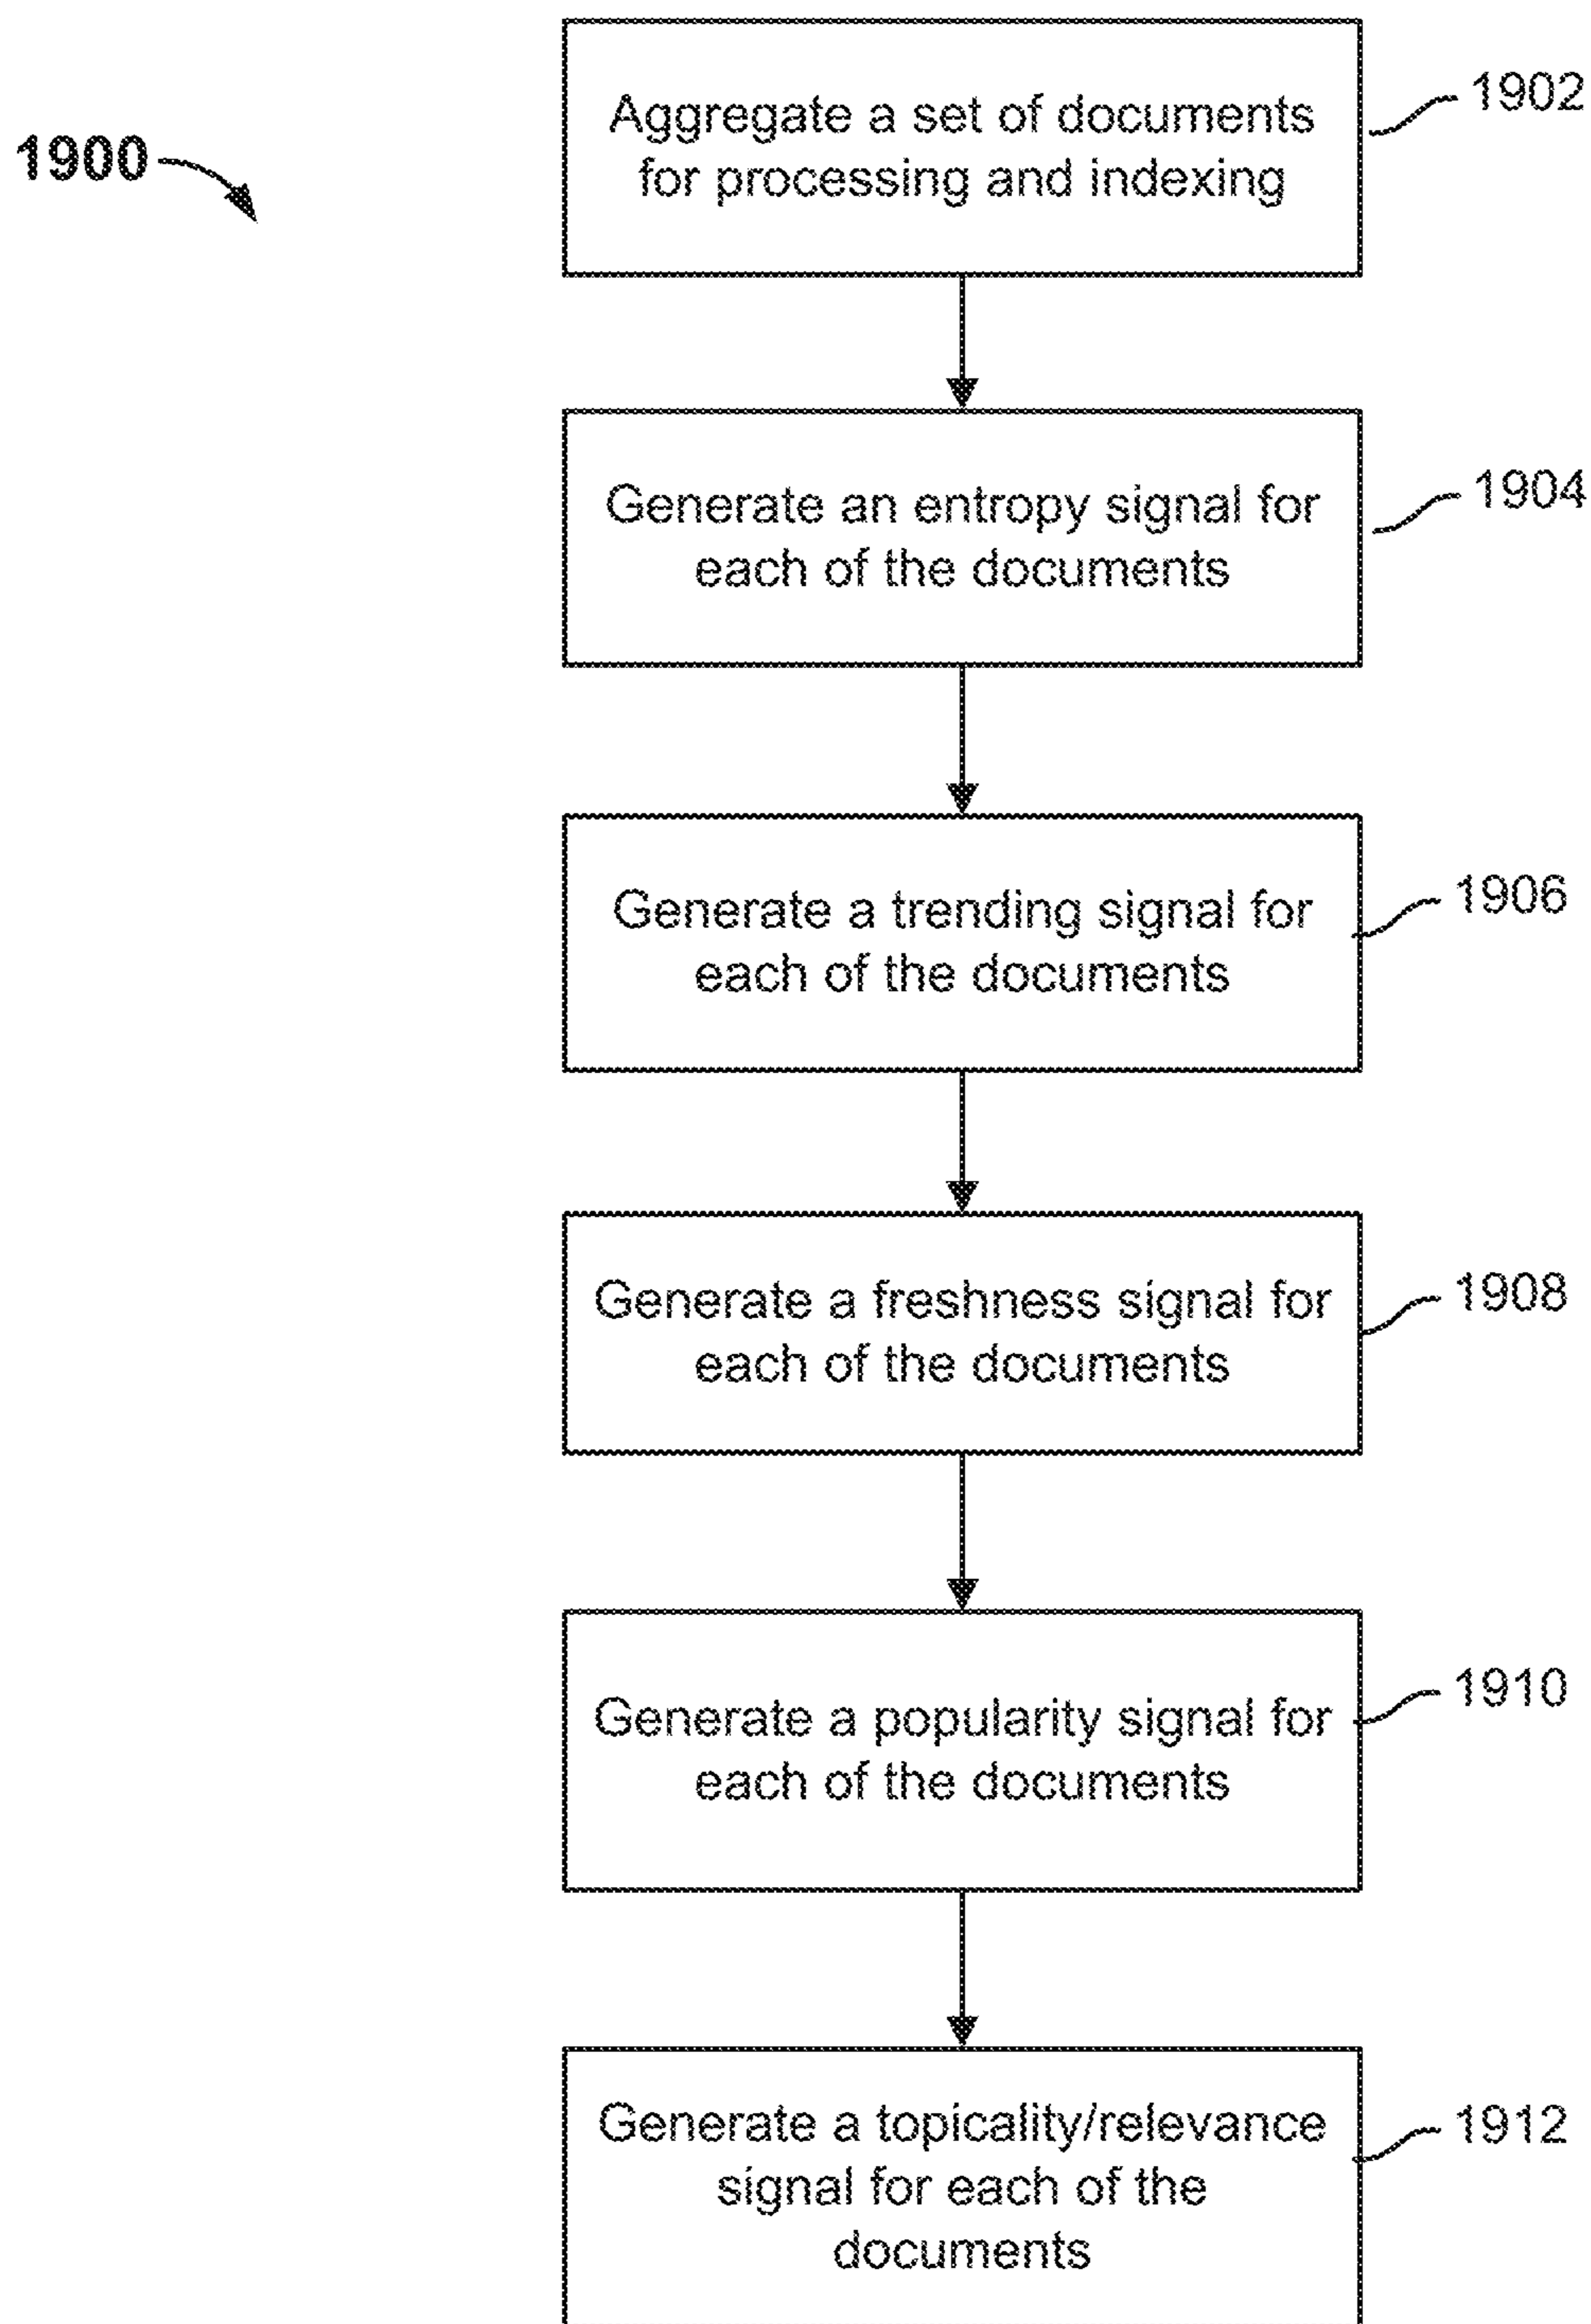 1900
Aggregate a set of documents
for processing and indexing
1902
Generate an entropy signal for
each of the documents
1904
Generate a trending signal for
each of the documents
1906
Generate a freshness signal for
each of the documents
1908
Generate a popularity signal for
each of the documents
1910
Generate a topicality/relevance
signal for each of the
documents
1912